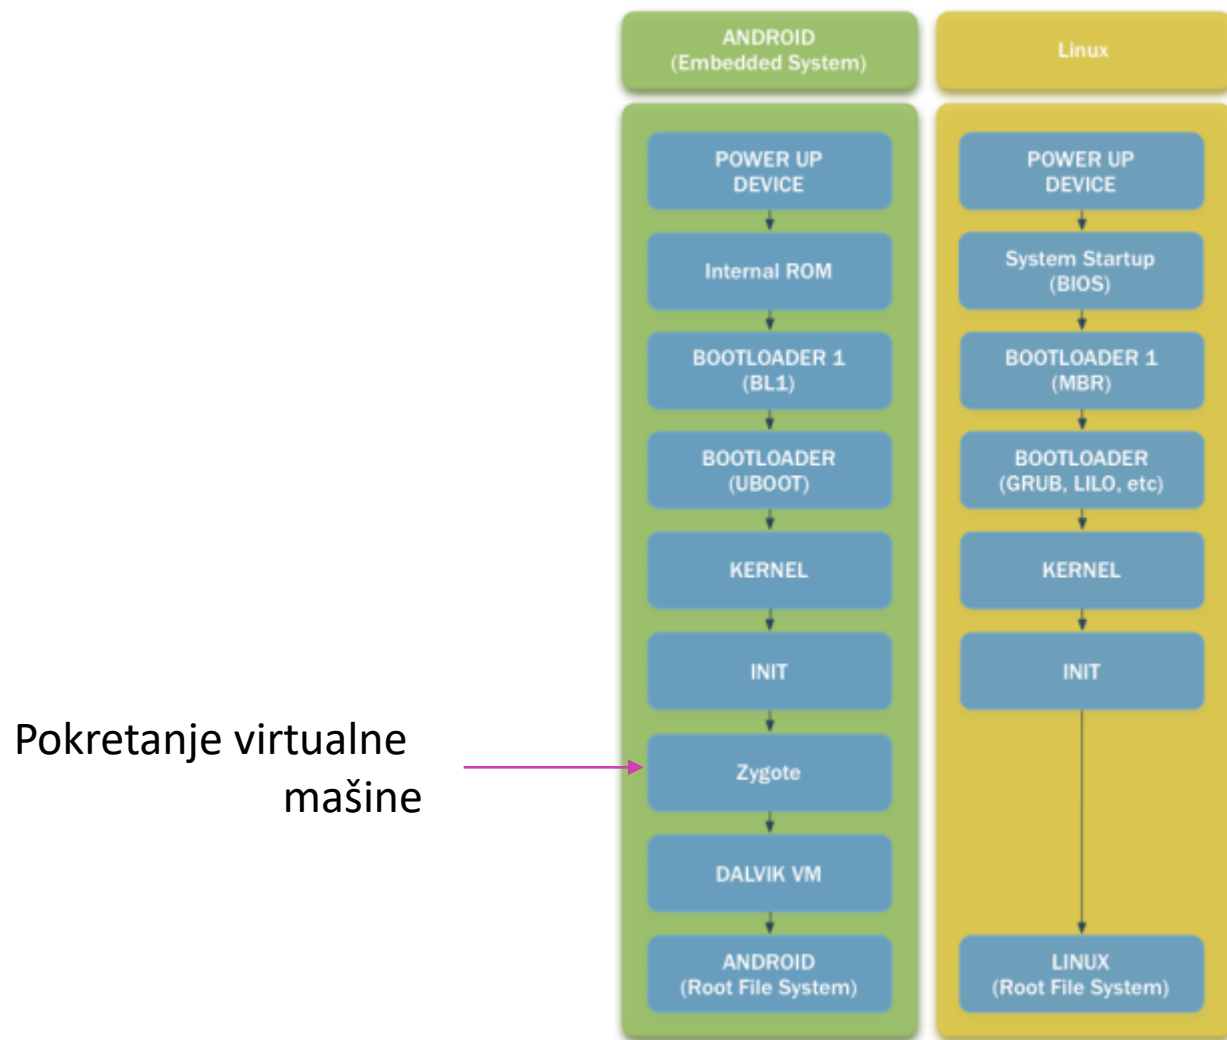 ANDROID
(Embedded System)
POWER UP
DEVICE
Internal ROM
BOOTLOADER 1
(BL1)
BOOTLOADER
(UBOOT)
KERNEL
INIT
Zygote
DALVIK VM
ANDROID
(Root File System)
Linux
POWER UP
DEVICE
System Startup
(BIOS)
BOOTLOADER 1
(MBR)
BOOTLOADER
(GRUB, LILO, etc)
KERNEL
INIT
LINUX
(Root File System)
Pokretanje virtualne
mašine